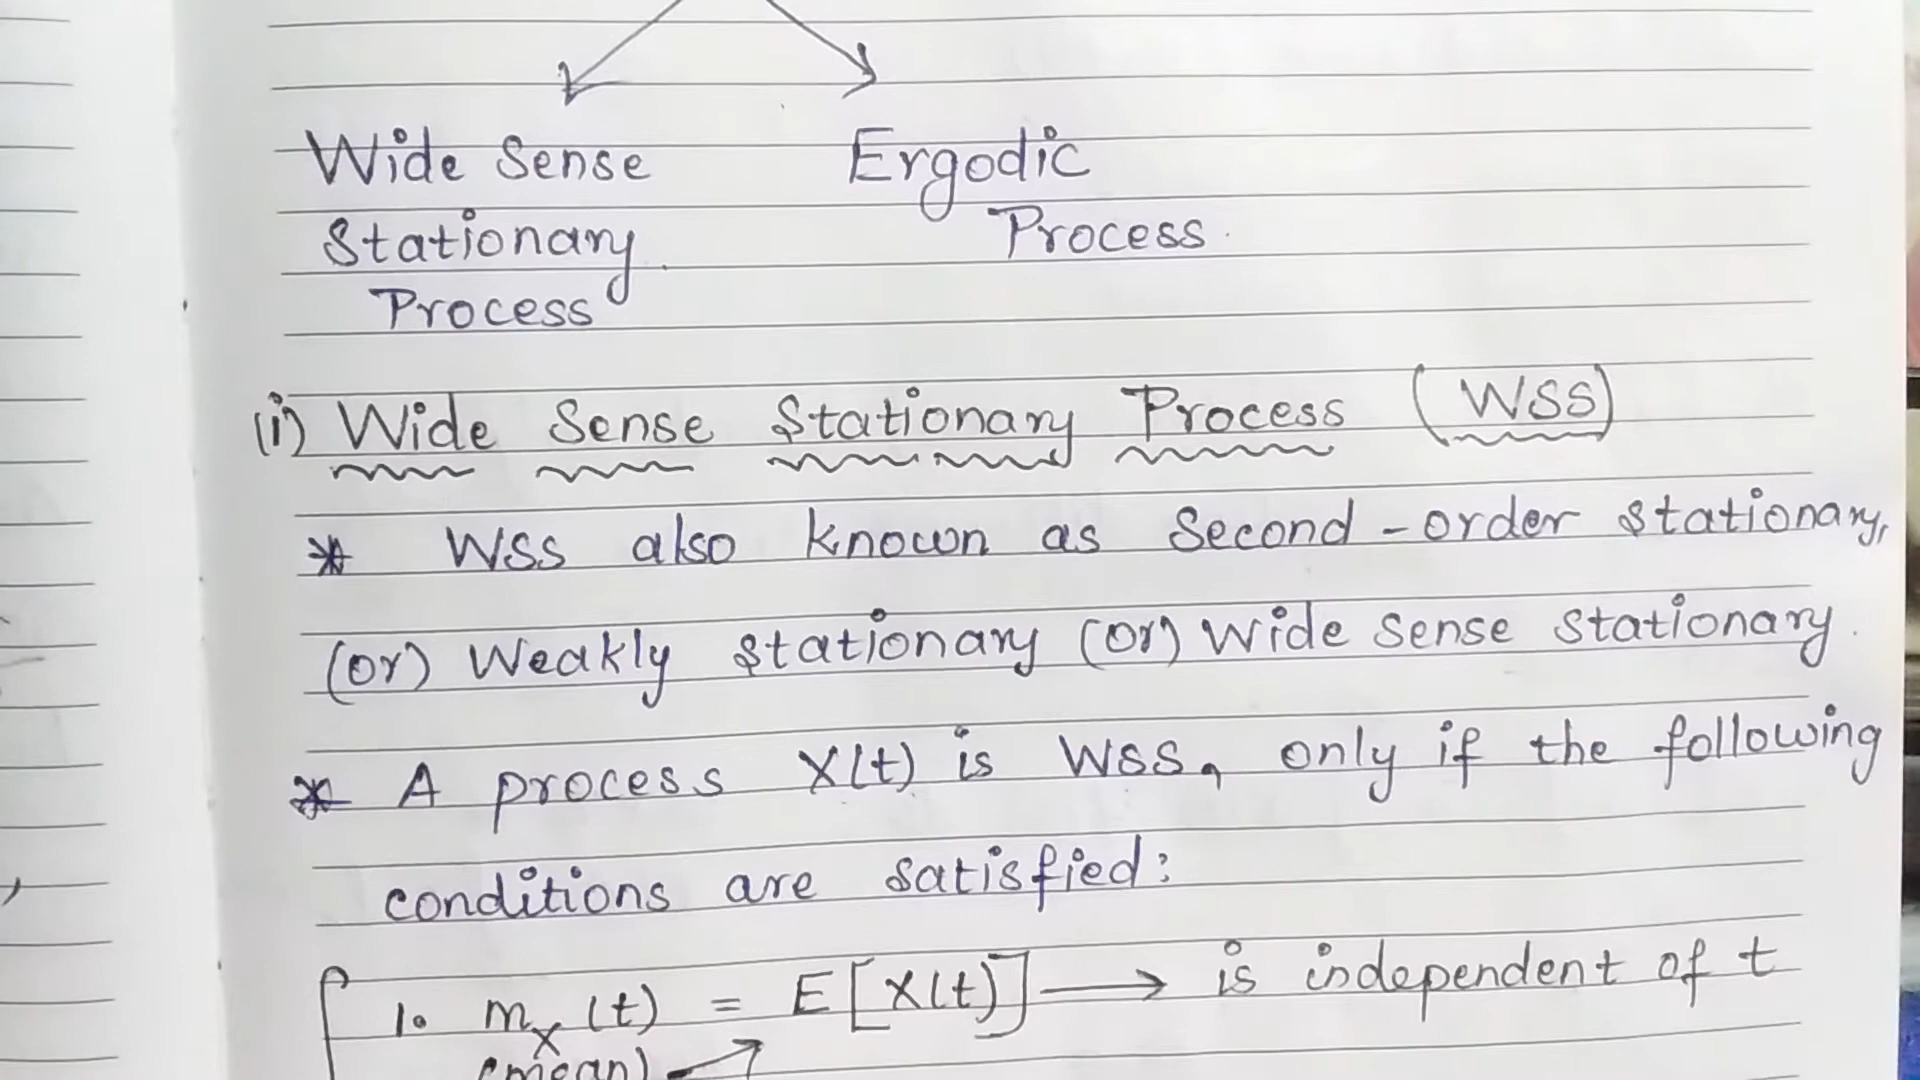 Wide Sense Ergodic
Stationary Process
Process
(i) Wide Sense Stationary Process (WSS)
* WSS also known as Second-order stationary,
(or) Weakly stationary (or) Wide Sense Stationary.
* A process X(t) is WSS, only if the following
conditions are satisfied:
1. m_X(t) = E[X(t)] → is independent of t
(mean)